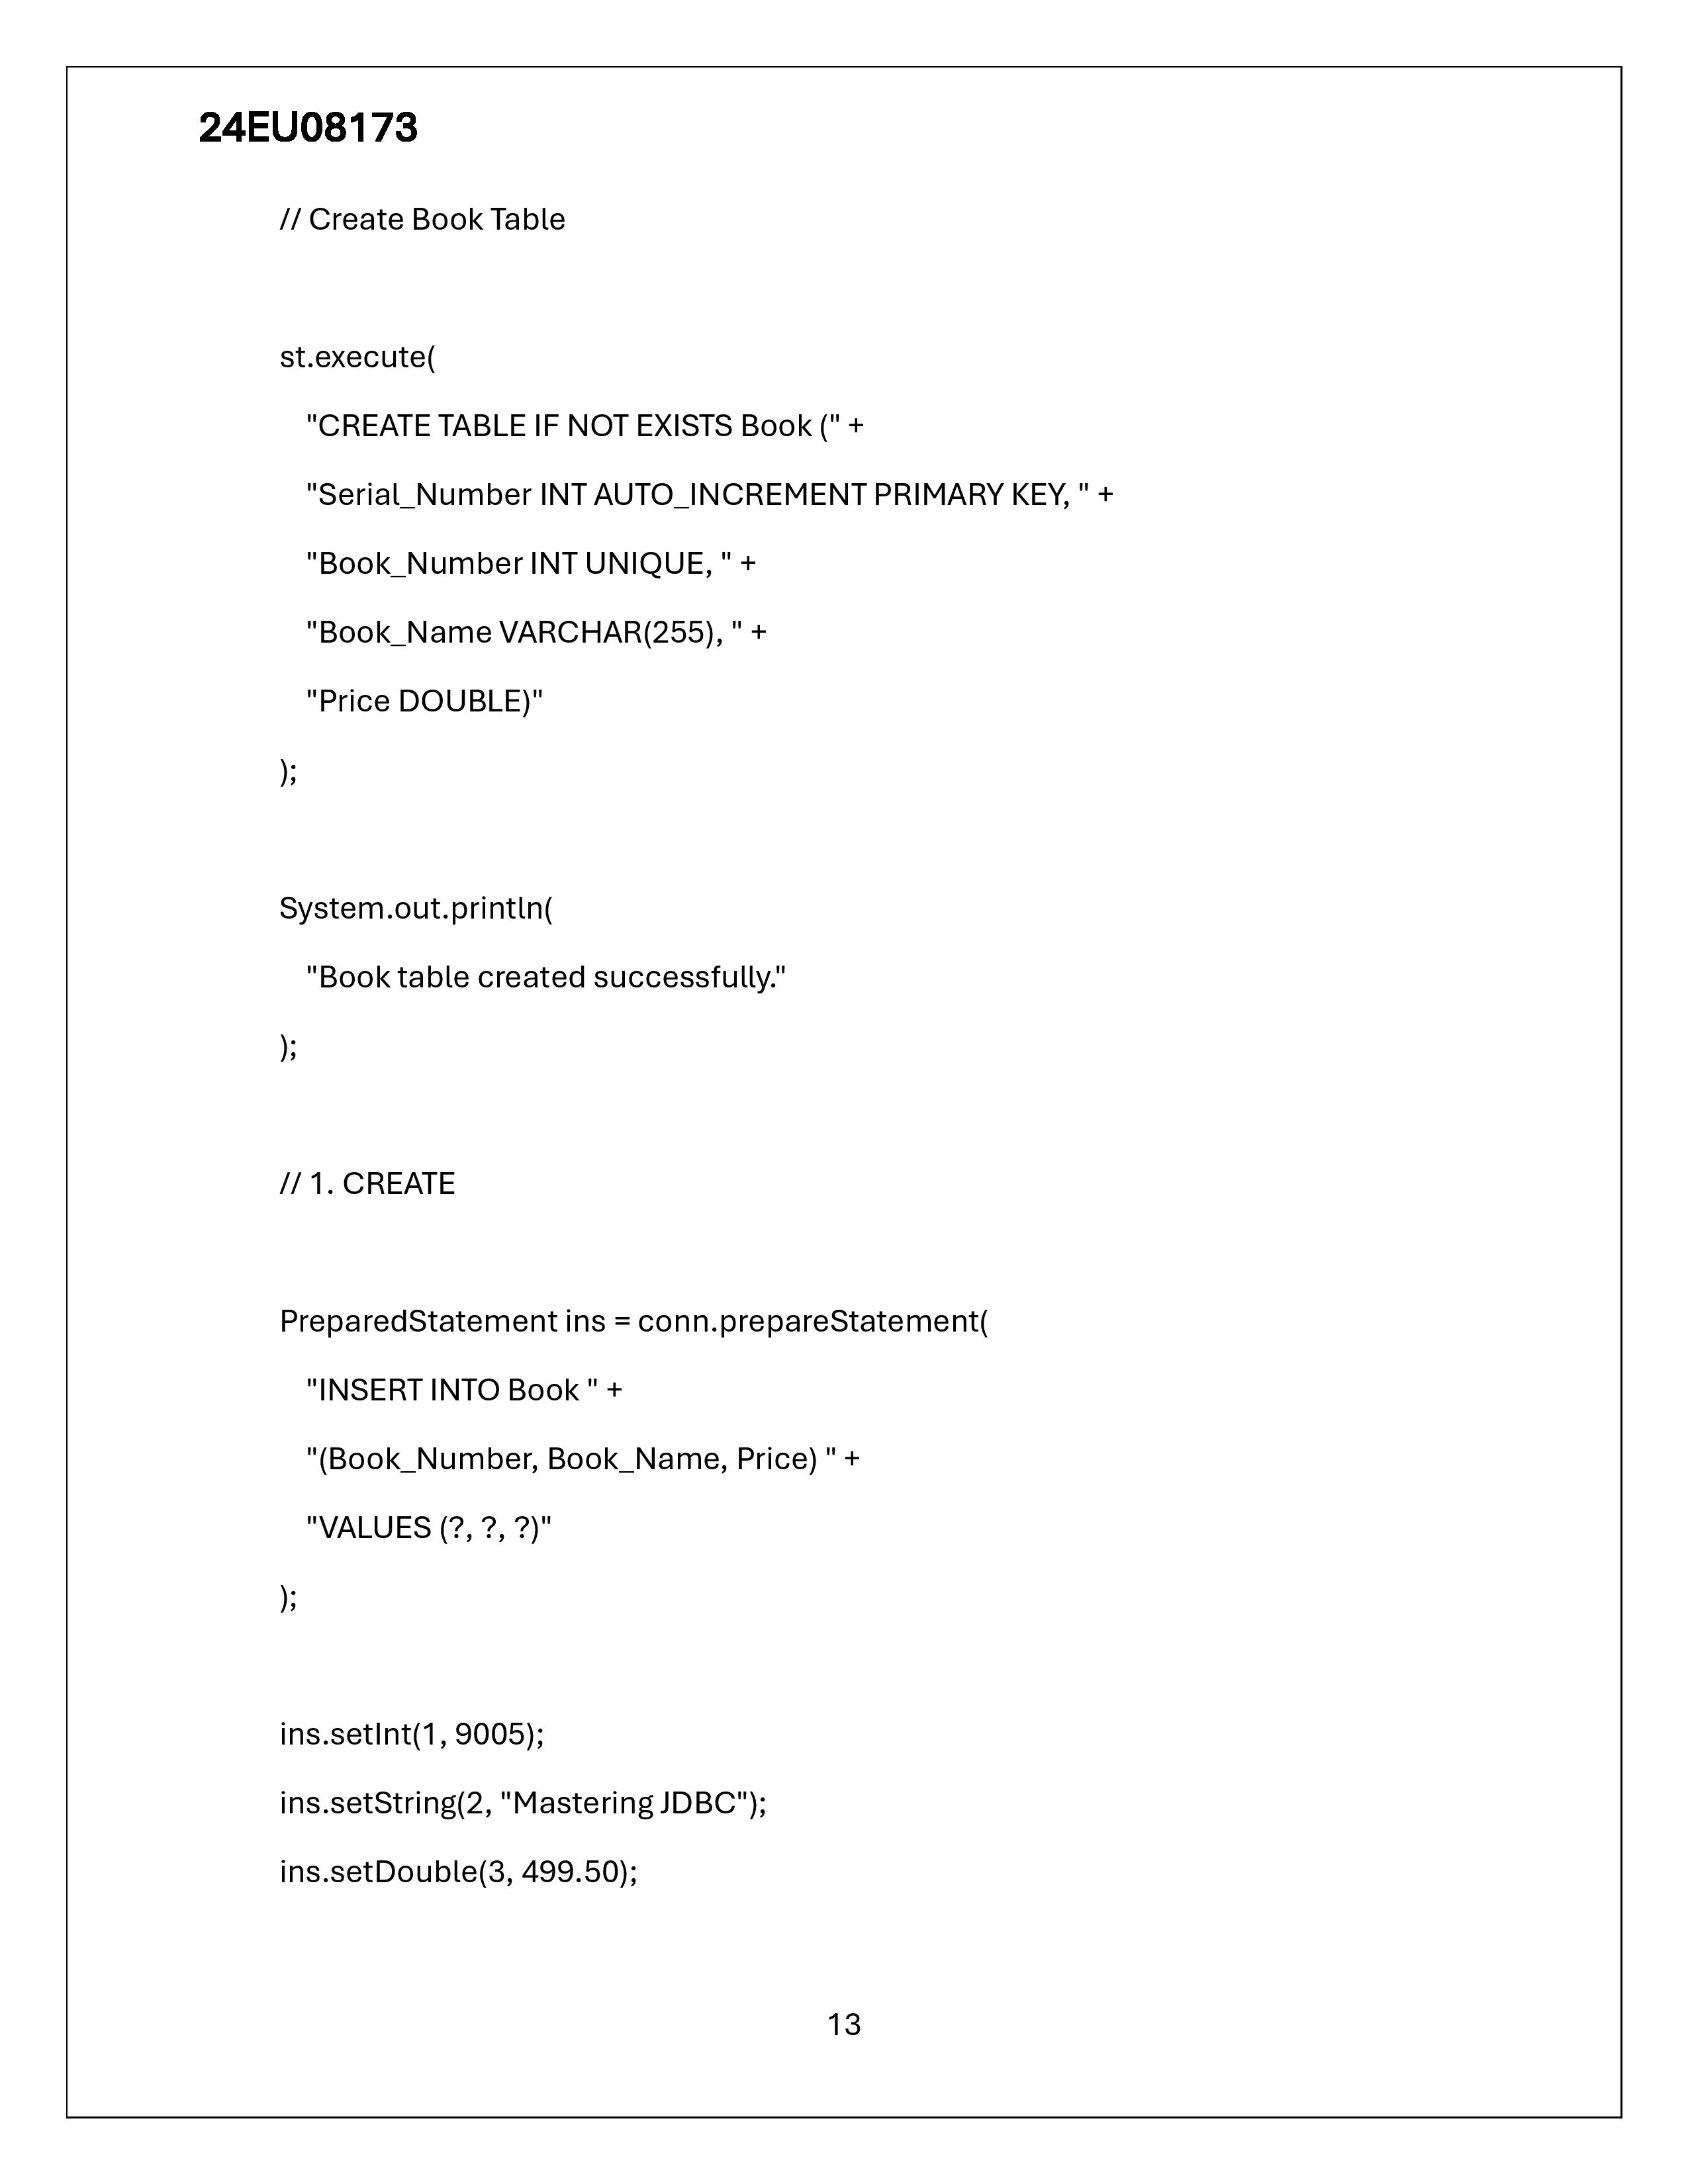 24EU08173
// Create Book Table
st.execute(
"CREATE TABLE IF NOT EXISTS Book (" +
"Serial_Number INT AUTO_INCREMENT PRIMARY KEY, " +
"Book_Number INT UNIQUE, " +
"Book_Name VARCHAR(255), " +
"Price DOUBLE)"
);
System.out.println(
"Book table created successfully."
);
// 1. CREATE
PreparedStatement ins = conn.prepareStatement(
"INSERT INTO Book " +
"(Book_Number, Book_Name, Price) " +
"VALUES (?, ?, ?)"
);
ins.setInt(1, 9005);
ins.setString(2, "Mastering JDBC");
ins.setDouble(3, 499.50);
13